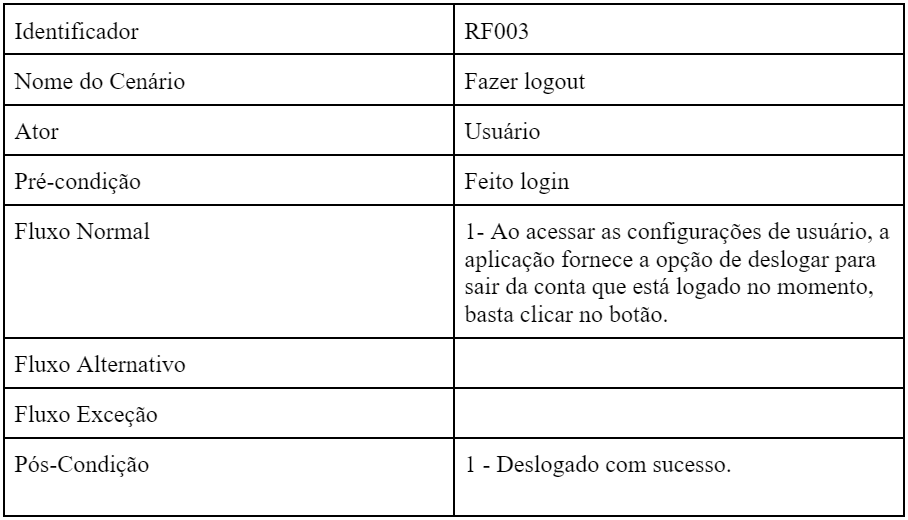 Identificador
RF003
Nome do Cenário
Fazer logout
Ator
Usuário
Pré-condição
Feito login
Fluxo Normal
1- Ao acessar as configurações de usuário, a
aplicação fornece a opção de deslogar para
sair da conta que está logado no momento,
basta clicar no botão.
Fluxo Alternativo
Fluxo Exceção
Pós-Condição
1 - Deslogado com sucesso.